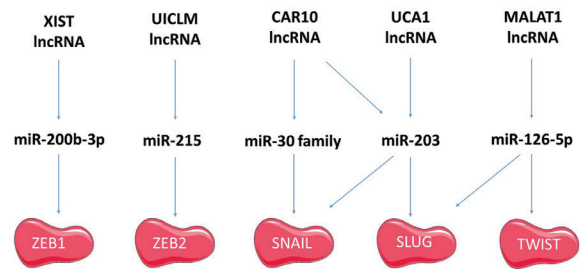 XIST
lncRNA
UICLM
lncRNA
CAR10
lncRNA
UCA1
lncRNA
MALAT1
lncRNA
miR-200b-3p
miR-215
miR-30 family
miR-203
miR-126-5p
ZEB1
ZEB2
SNAIL
SLUG
TWIST